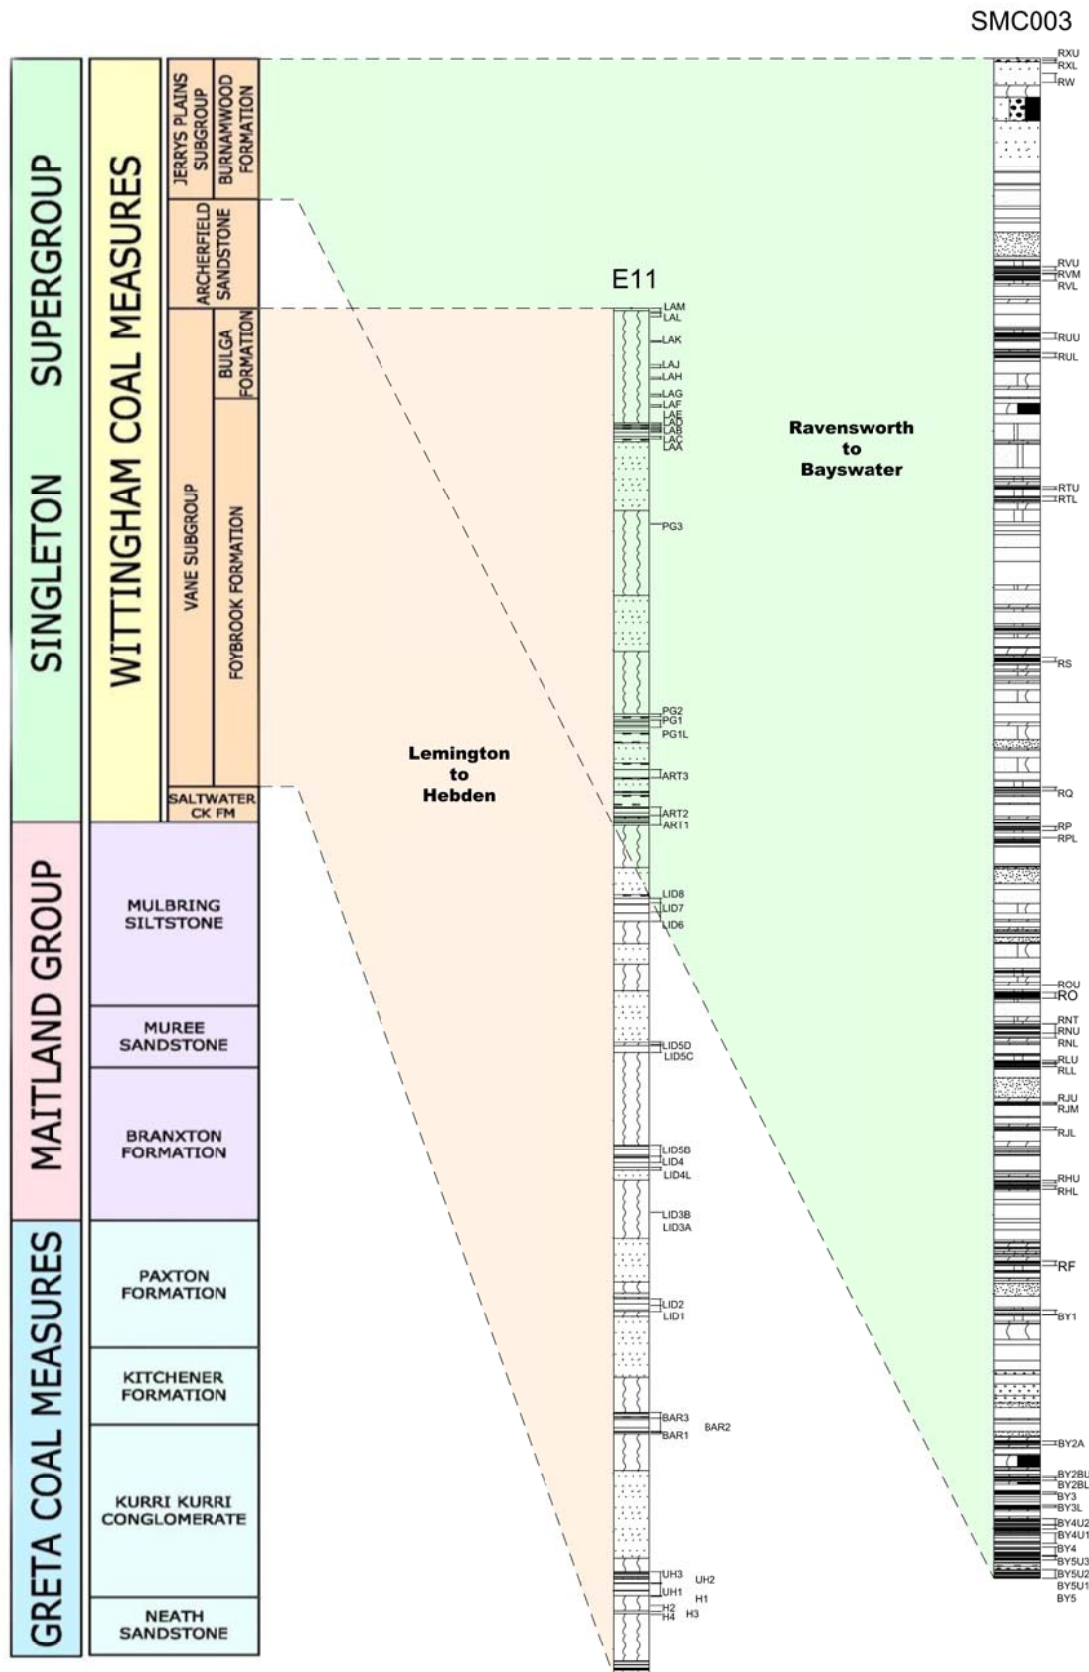 SMC003
SINGLETON SUPERGROUP
WITTINGHAM COAL MEASURES
JERRYS PLAINS
SUBGROUP
BURNAMWOOD
FORMATION
ARCHERFIELD
SANDSTONE
VANE SUBGROUP
BULGA
FORMATION
FOYBROOK FORMATION
SALTWATER
CK FM
MAITLAND GROUP
MULBRING
SILTSTONE
MUREE
SANDSTONE
BRANXTON
FORMATION
GRETA COAL MEASURES
PAXTON
FORMATION
KITCHENER
FORMATION
KURRI KURRI
CONGLOMERATE
NEATH
SANDSTONE
Lemington
to
Hebden
E11
LAM
LAL
LAK
LAJ
LAH
LAG
LAF
LAE
LAD
LAB
LAC
LAA
PG3
PG2
PG1
PG1L
ART3
ART2
ART1
LID8
LID7
LID6
LID5D
LID5C
LID5B
LID4
LID4L
LID3B
LID3A
LID2
LID1
BAR3
BAR2
BAR1
UH3
UH2
UH1
H1
H2
H3
H4
Ravensworth
to
Bayswater
RXU
RXL
RW
RVU
RVM
RVL
RUU
RUL
RTU
RTL
RS
RQ
RP
RPL
ROU
RO
RNT
RNU
RNL
RLU
RLL
RJU
RJM
RJL
RHU
RHL
RF
BY1
BY2A
BY2BU
BY2BL
BY3
BY3L
BY4U2
BY4U1
BY4
BY5U3
BY5U2
BY5U1
BY5